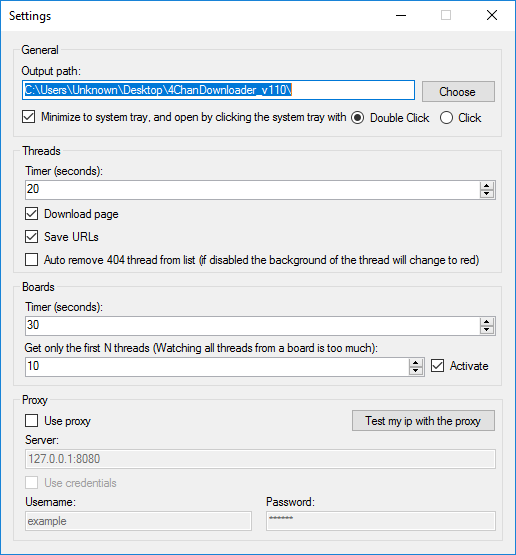 Settings
General
Output path:
C:\Users\Unknown\Desktop\4ChanDownloader_v110\
Choose
Minimize to system tray, and open by clicking the system tray with Double Click Click
Threads
Timer (seconds):
20
Download page
Save URLs
Auto remove 404 thread from list (if disabled the background of the thread will change to red)
Boards
Timer (seconds):
30
Get only the first N threads (Watching all threads from a board is too much):
10
Activate
Proxy
Use proxy
Test my ip with the proxy
Server:
127.0.0.1:8080
Use credentials
Username: Password:
example ******